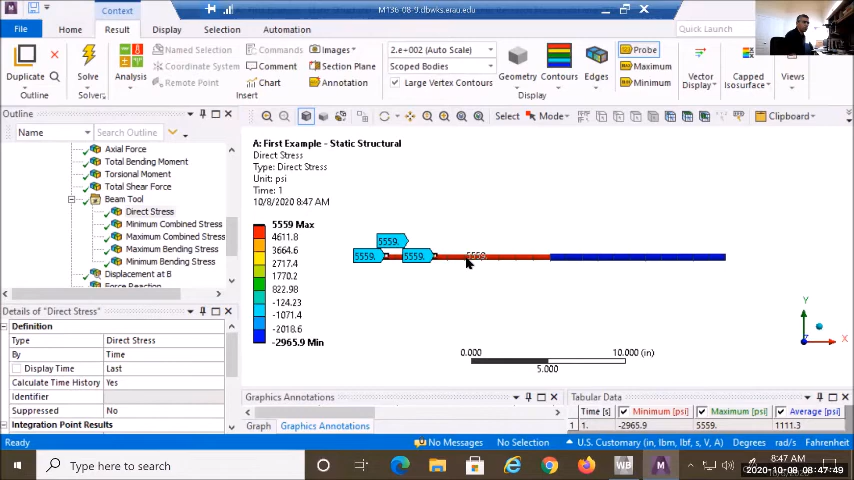 Context
M136-08-9.dbwks.erau.edu
File
Home
Result
Display
Selection
Automation
Quick Launch
Duplicate
Outline
Solve
Solver
Analysis
Named Selection
Coordinate System
Remote Point
Commands
Comment
Chart
Images
Section Plane
Annotation
Insert
2.e+002 (Auto Scale)
Scoped Bodies
Large Vertex Contours
Geometry
Contours
Edges
Display
Probe
Maximum
Minimum
Vector
Display
Capped
Isosurface
Views
Outline
Name
Search Outline
Select
Mode
Clipboard
Axial Force
Total Bending Moment
Torsional Moment
Total Shear Force
Beam Tool
Direct Stress
Minimum Combined Stress
Maximum Combined Stress
Maximum Bending Stress
Minimum Bending Stress
Displacement at B
Force Reaction
A: First Example - Static Structural
Direct Stress
Type: Direct Stress
Unit: psi
Time: 1
10/8/2020 8:47 AM
5559 Max
4611.8
3664.6
2717.4
1770.2
822.98
-124.23
-1071.4
-2018.6
-2965.9 Min
5559.
5559.
5559.
5559.
0.000
10.000 (in)
5.000
Y
X
Z
Details of "Direct Stress"
Definition
Type Direct Stress
By Time
Display Time Last
Calculate Time History Yes
Identifier
Suppressed No
Integration Point Results
Graphics Annotations
Graph
Graphics Annotations
Tabular Data
Time [s] Minimum [psi] Maximum [psi] Average [psi]
1 1. -2965.9 5559. 1111.3
Ready
No Messages
No Selection
U.S. Customary (in, lbm, lbf, s, V, A)
Degrees
rad/s
Fahrenheit
Type here to search
WB
M
8:47 AM
2020-10-08 08:47:49